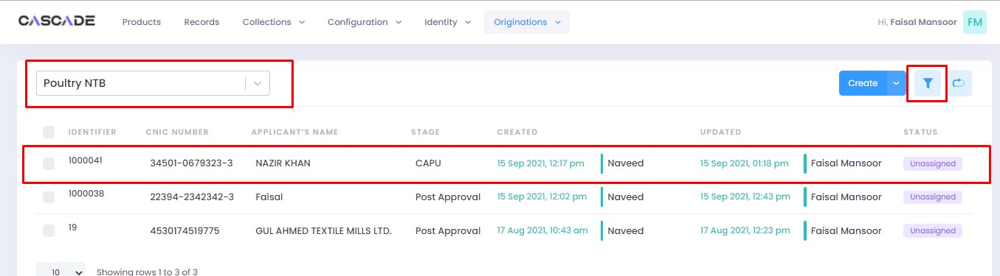 CASCADE Products Records Collections Configuration Identity Originations Hi, Faisal Mansoor FM
Poultry NTB Create
IDENTIFIER CNIC NUMBER APPLICANT'S NAME STAGE CREATED UPDATED STATUS
1000041 34501-0679323-3 NAZIR KHAN CAPU 15 Sep 2021, 12:17 pm Naveed 15 Sep 2021, 01:18 pm Faisal Mansoor Unassigned
1000038 22394-2342342-3 Faisal Post Approval 15 Sep 2021, 12:02 pm Naveed 15 Sep 2021, 12:43 pm Faisal Mansoor Unassigned
19 4530174519775 GUL AHMED TEXTILE MILLS LTD. Post Approval 17 Aug 2021, 10:43 am Naveed 17 Aug 2021, 12:23 pm Faisal Mansoor Unassigned
10 Showing rows 1 to 3 of 3